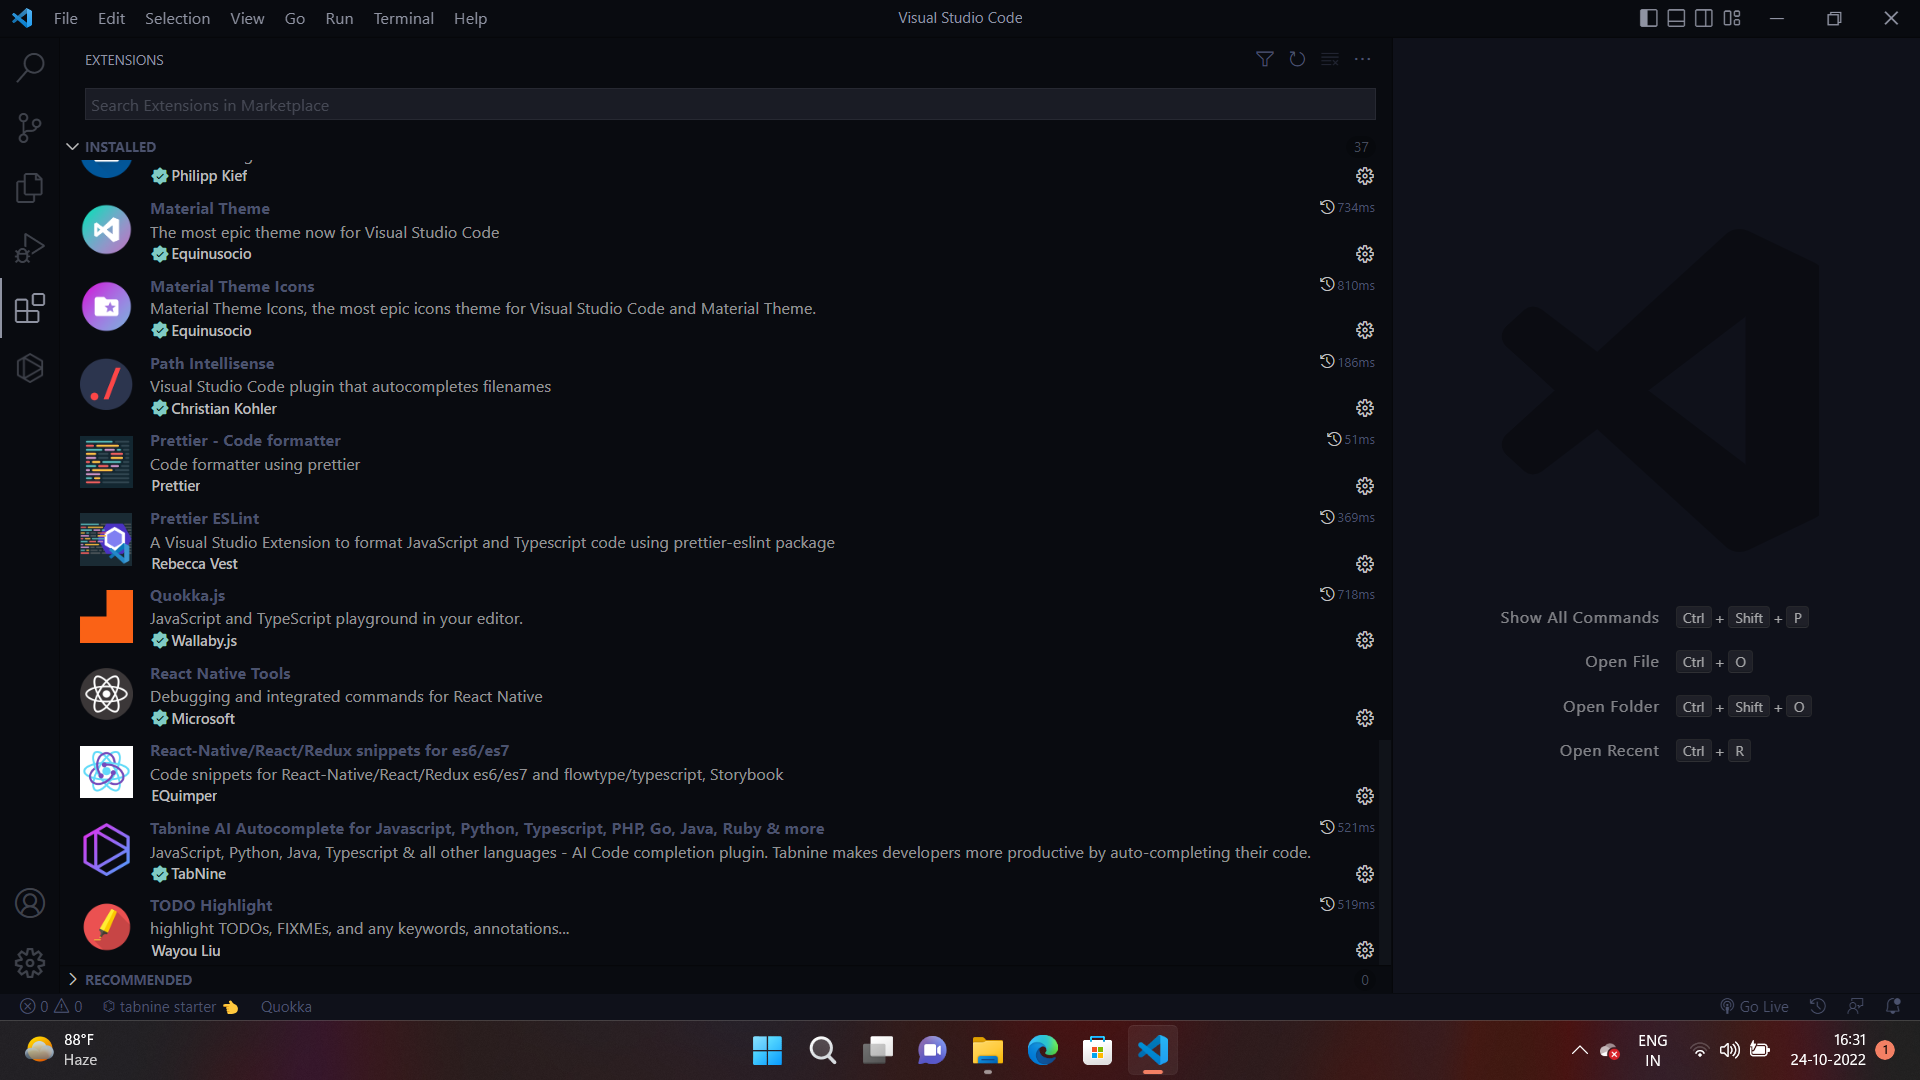 File Edit Selection View Go Run Terminal Help
Visual Studio Code
EXTENSIONS
Search Extensions in Marketplace
INSTALLED 37
Philipp Kief
Material Theme 734ms
The most epic theme now for Visual Studio Code
Equinusocio
Material Theme Icons 810ms
Material Theme Icons, the most epic icons theme for Visual Studio Code and Material Theme.
Equinusocio
Path Intellisense 186ms
Visual Studio Code plugin that autocompletes filenames
Christian Kohler
Prettier - Code formatter 51ms
Code formatter using prettier
Prettier
Prettier ESLint 369ms
A Visual Studio Extension to format JavaScript and Typescript code using prettier-eslint package
Rebecca Vest
Quokka.js 718ms
JavaScript and TypeScript playground in your editor.
Wallaby.js
React Native Tools
Debugging and integrated commands for React Native
Microsoft
React-Native/React/Redux snippets for es6/es7
Code snippets for React-Native/React/Redux es6/es7 and flowtype/typescript, Storybook
EQuimper
Tabnine AI Autocomplete for Javascript, Python, Typescript, PHP, Go, Java, Ruby & more 521ms
JavaScript, Python, Java, Typescript & all other languages - AI Code completion plugin. Tabnine makes developers more productive by auto-completing their code.
TabNine
TODO Highlight 519ms
highlight TODOs, FIXMEs, and any keywords, annotations...
Wayou Liu
RECOMMENDED 0
Show All Commands Ctrl + Shift + P
Open File Ctrl + O
Open Folder Ctrl + Shift + O
Open Recent Ctrl + R
0 0 tabnine starter Quokka Go Live
88°F
Haze
ENG
IN
16:31
24-10-2022
1